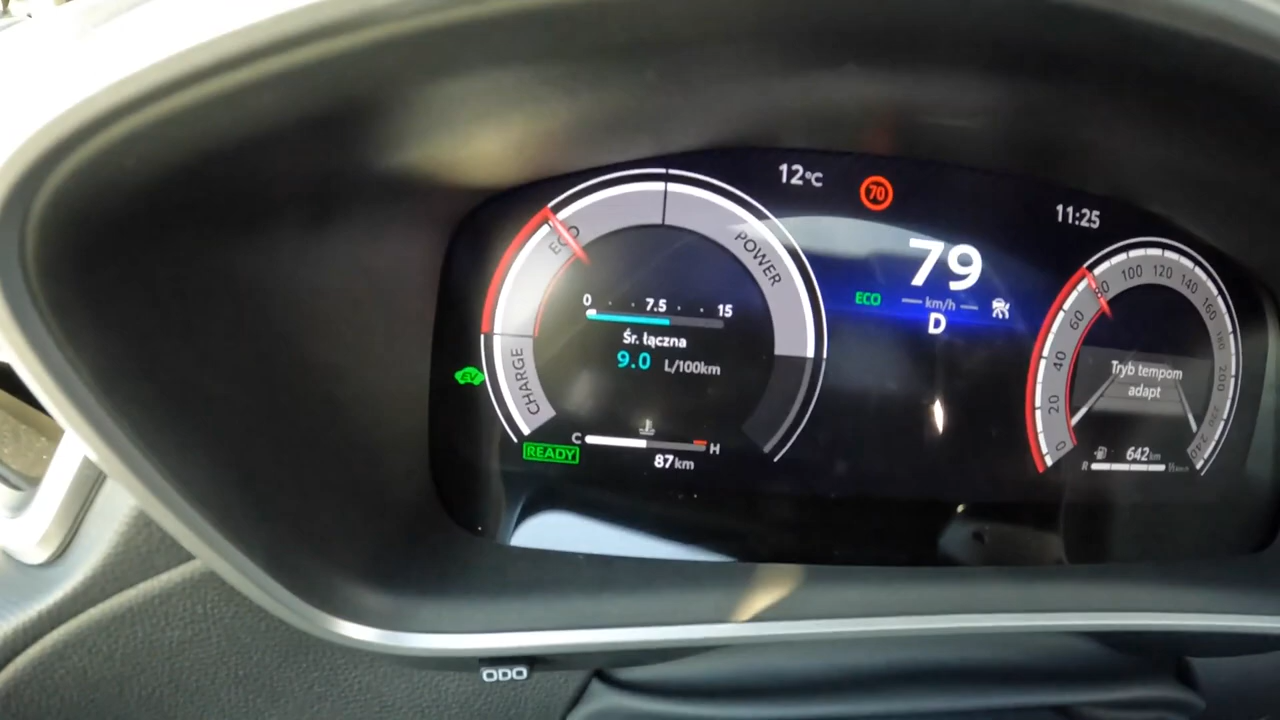 12°C
70
11:25
ECO
POWER
CHARGE
0 7.5 15
Śr. łączna
9.0 L/100km
EV
READY
C H
87km
79
km/h
ECO
D
0 20 40 60 80 100 120 140 160 180 200 220 240
Tryb tempom
adapt
642km
R
ODO